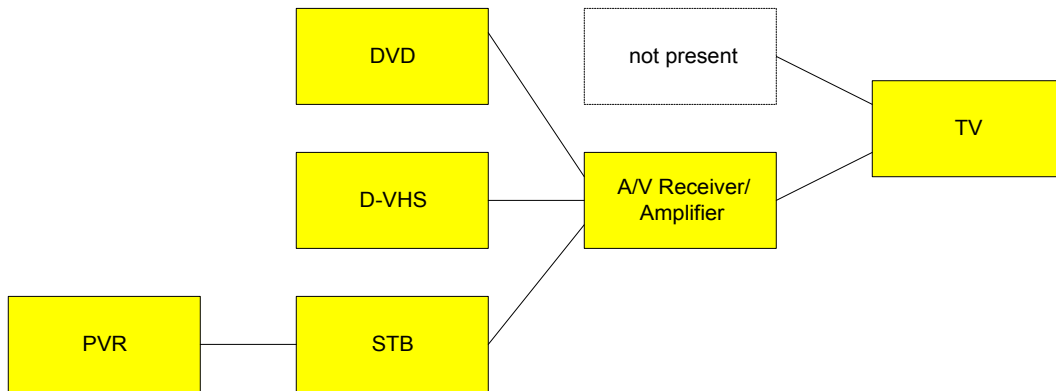 DVD
not present
TV
D-VHS
A/V Receiver/
Amplifier
PVR
STB